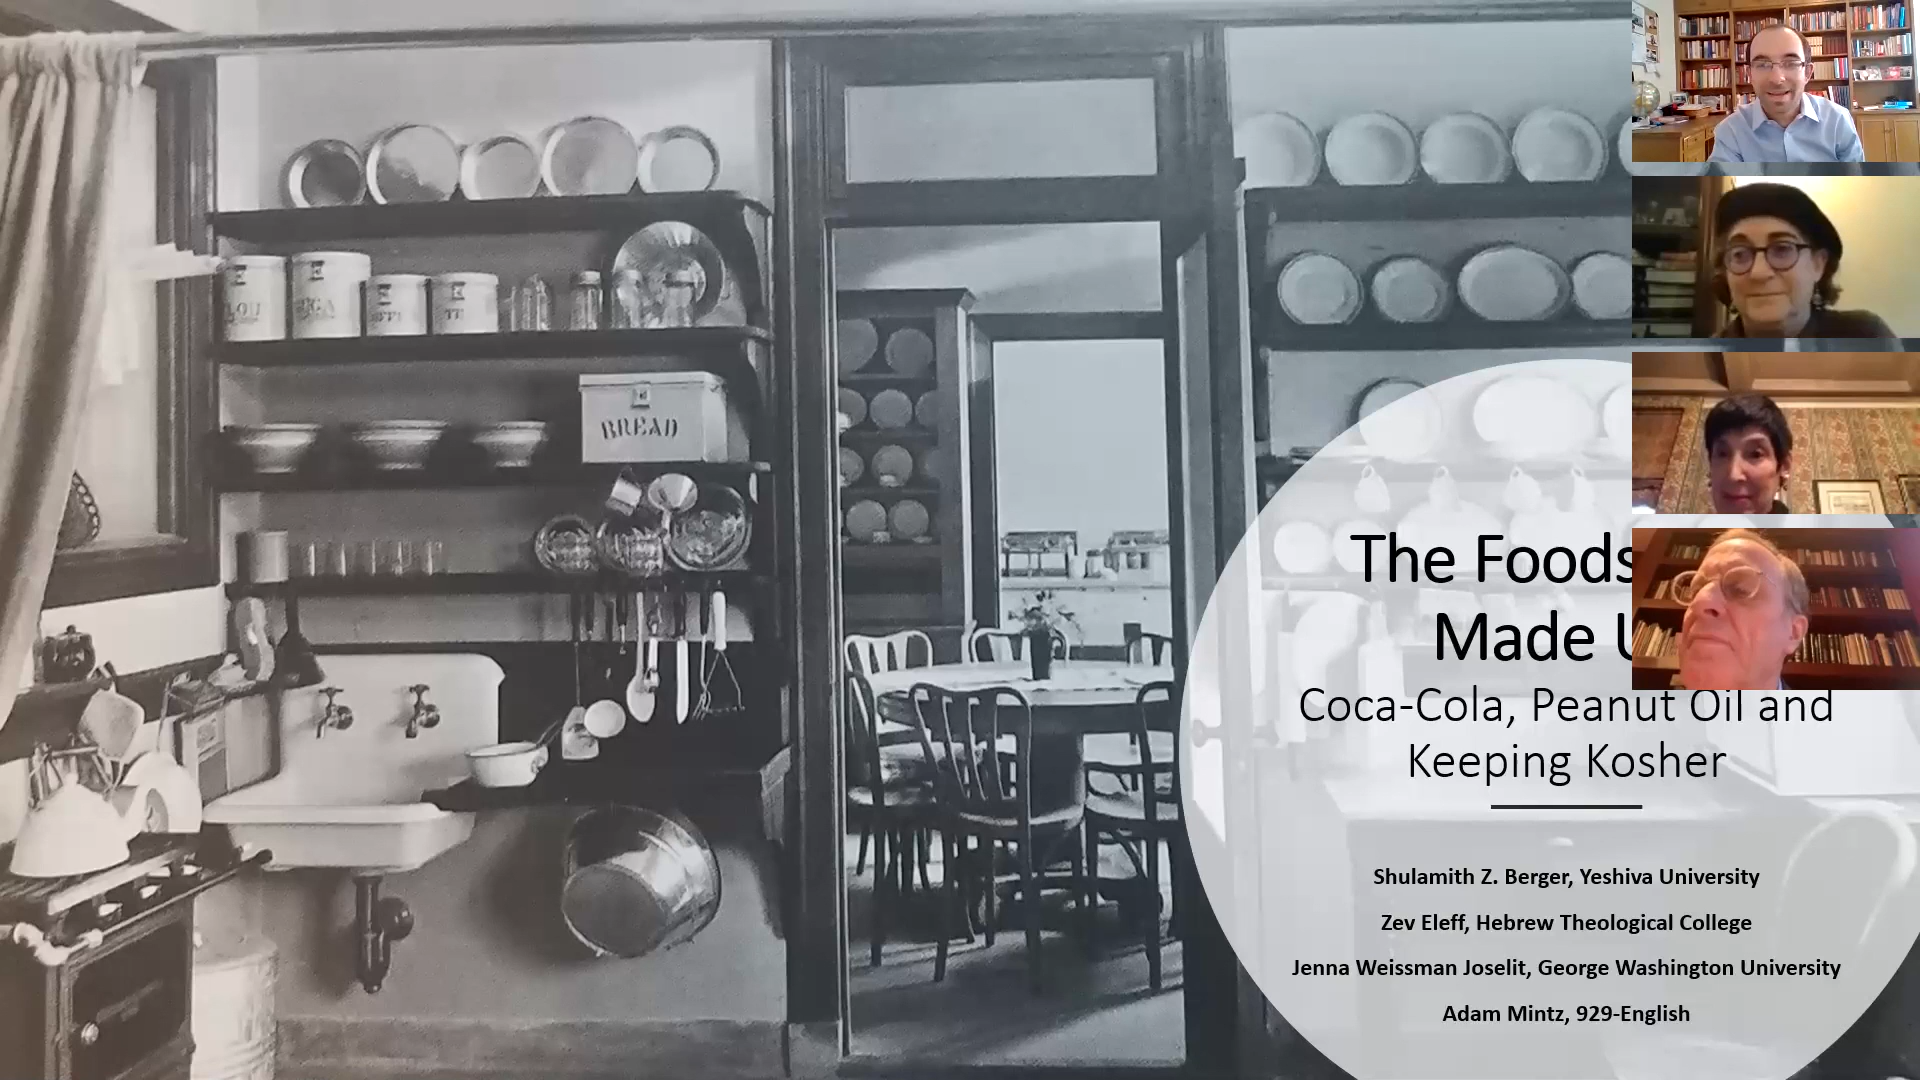 BREAD
The Foods
Made
Coca-Cola, Peanut Oil and
Keeping Kosher
Shulamith Z. Berger, Yeshiva University
Zev Eleff, Hebrew Theological College
Jenna Weissman Joselit, George Washington University
Adam Mintz, 929-English